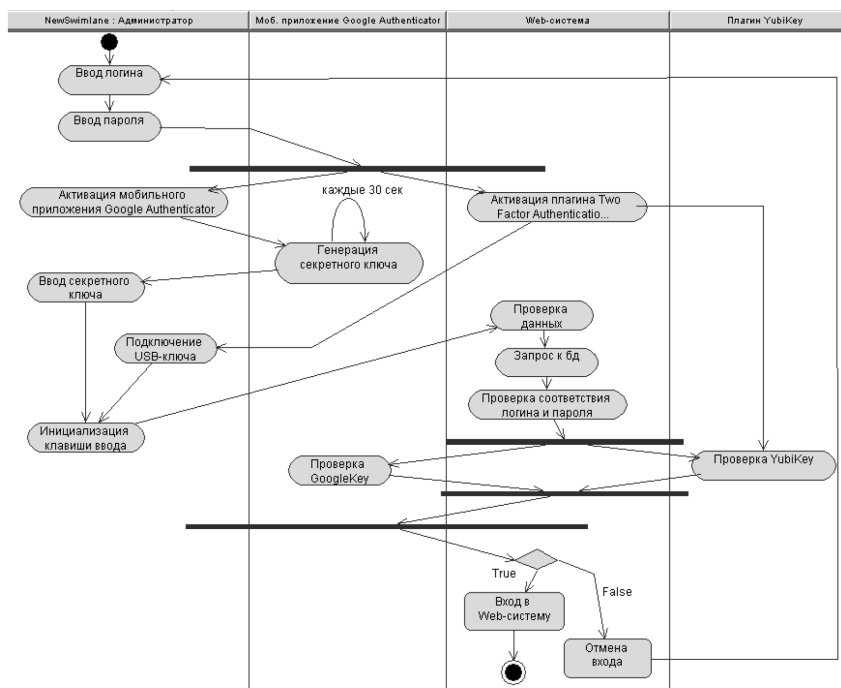 NewSwimlane : Администратор
Моб. приложение Google Authenticator
Web-система
Плагин YubiKey
Ввод логина
Ввод пароля
Активация мобильного
приложения Google Authenticator
каждые 30 сек
Активация плагина Two
Factor Authenticatio...
Генерация
секретного ключа
Ввод секретного
ключа
Проверка
данных
Подключение
USB-ключа
Запрос к бд
Проверка соответствия
логина и пароля
Инициализация
клавиши ввода
Проверка
GoogleKey
Проверка YubiKey
True
False
Вход в
Web-систему
Отмена
входа